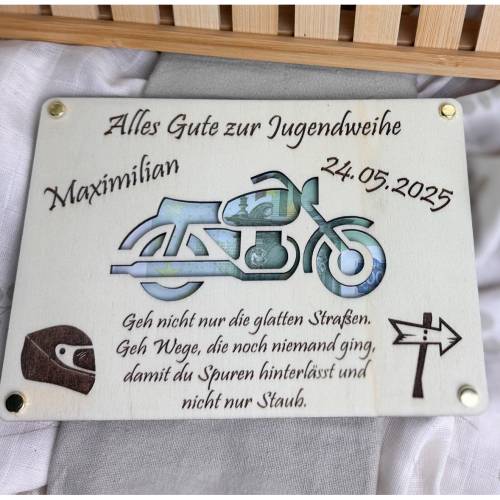 Alles Gute zur Jugendweihe
Maximilian
24.05.2025
Geh nicht nur die glatten Straßen.
Geh Wege, die noch niemand ging,
damit du Spuren hinterlässt und
nicht nur Staub.